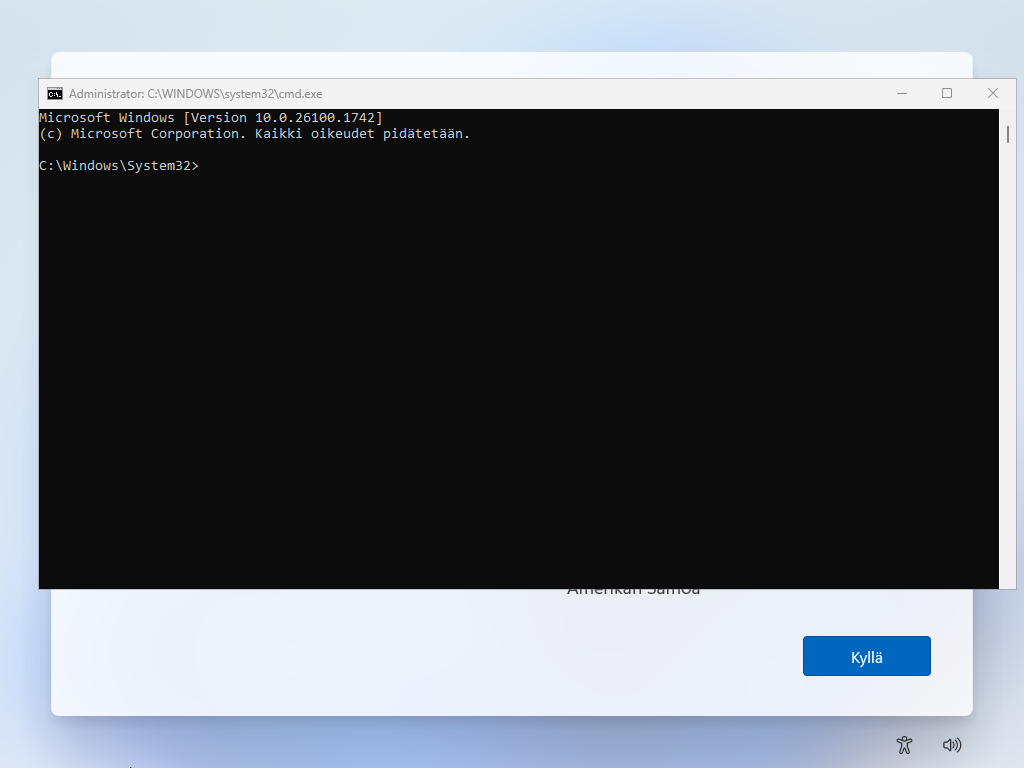 Administrator: C:\WINDOWS\system32\cmd.exe
Microsoft Windows [Version 10.0.26100.1742]
(c) Microsoft Corporation. Kaikki oikeudet pidätetään.
C:\Windows\System32>
Amerikan Samoa
Kyllä